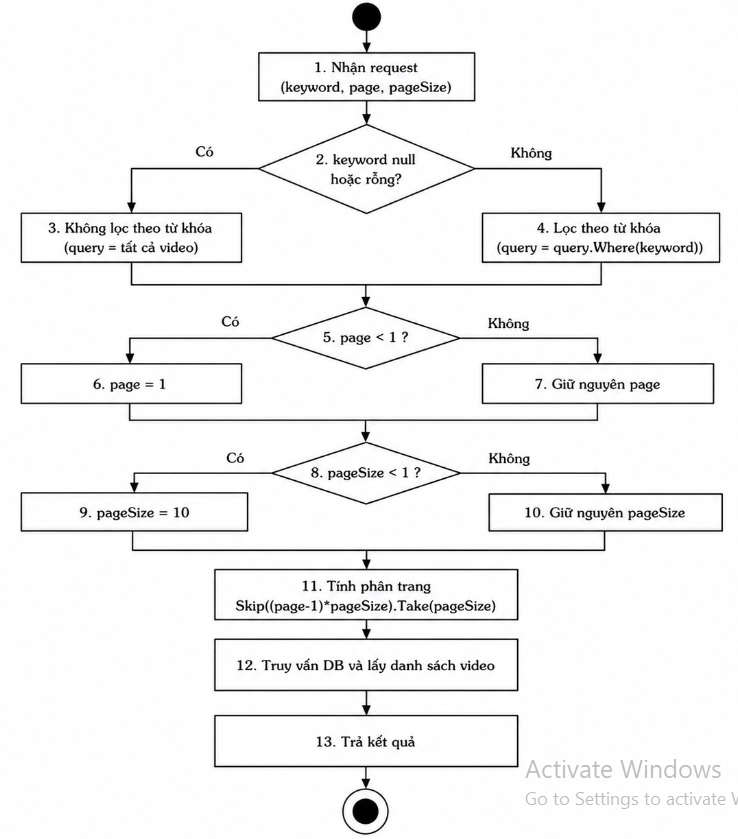 1. Nhận request
(keyword, page, pageSize)
2. keyword null
hoặc rỗng?
Có
Không
3. Không lọc theo từ khóa
(query = tất cả video)
4. Lọc theo từ khóa
(query = query.Where(keyword))
5. page < 1 ?
Có
Không
6. page = 1
7. Giữ nguyên page
8. pageSize < 1 ?
Có
Không
9. pageSize = 10
10. Giữ nguyên pageSize
11. Tính phân trang
Skip((page-1)*pageSize).Take(pageSize)
12. Truy vấn DB và lấy danh sách video
13. Trả kết quả
Activate Windows
Go to Settings to activate W